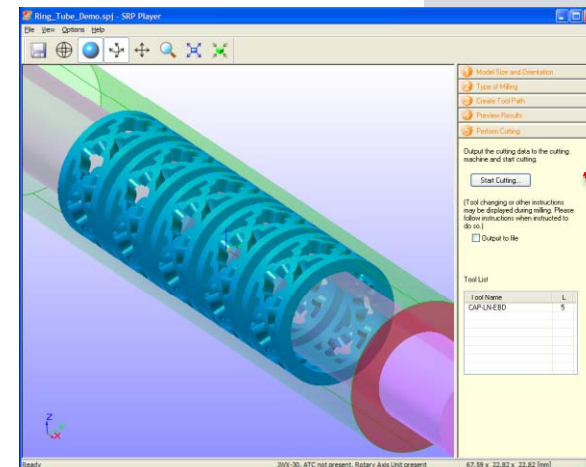 Ring_Tube_Demo.spj - SRP Player
File View Options Help
Model Size and Orientation
Type of Milling
Create Tool Path
Preview Results
Perform Cutting
Output the cutting data to the cutting
machine and start cutting.
Start Cutting...
(Tool changing or other instructions
may be displayed during milling. Please
follow instructions when instructed to
do so.)
Output to file
Tool List
Tool Name L
CAP-LN-EBD 5
Z
X
Ready JWX-30, ATC not present, Rotary Axis Unit present 67.59 x 22.82 x 22.82 [mm]